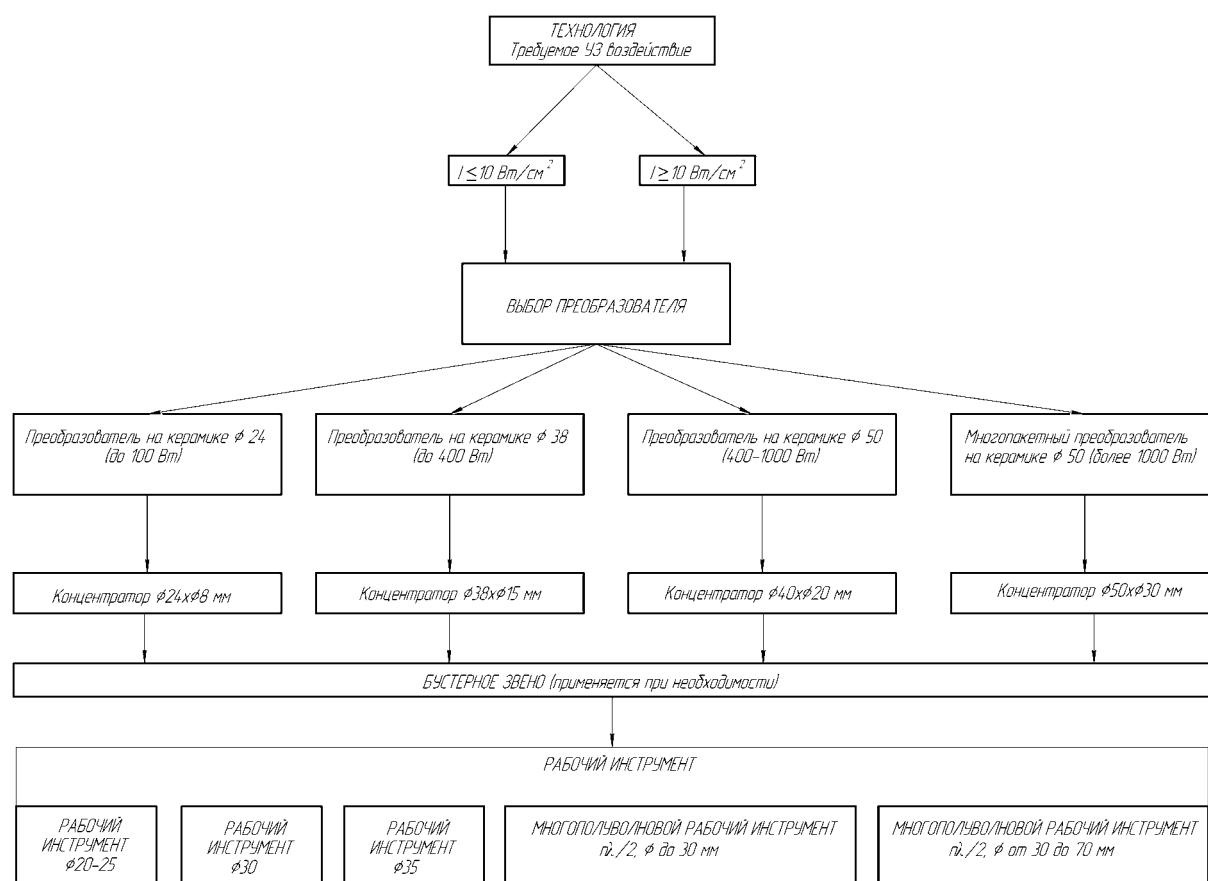 ТЕХНОЛОГИЯ
Требуемое УЗ воздействие
I ≤ 10 Вт/см²
I ≥ 10 Вт/см²
ВЫБОР ПРЕОБРАЗОВАТЕЛЯ
Преобразователь на керамике ϕ 24
(до 100 Вт)
Преобразователь на керамике ϕ 38
(до 400 Вт)
Преобразователь на керамике ϕ 50
(400-1000 Вт)
Многопакетный преобразователь
на керамике ϕ 50 (более 1000 Вт)
Концентратор ϕ24хϕ8 мм
Концентратор ϕ38хϕ15 мм
Концентратор ϕ40хϕ20 мм
Концентратор ϕ50хϕ30 мм
БУСТЕРНОЕ ЗВЕНО (применяется при необходимости)
РАБОЧИЙ ИНСТРУМЕНТ
РАБОЧИЙ
ИНСТРУМЕНТ
ϕ20-25
РАБОЧИЙ
ИНСТРУМЕНТ
ϕ30
РАБОЧИЙ
ИНСТРУМЕНТ
ϕ35
МНОГОПОЛУВОЛНОВОЙ РАБОЧИЙ ИНСТРУМЕНТ
nλ/2, ϕ до 30 мм
МНОГОПОЛУВОЛНОВОЙ РАБОЧИЙ ИНСТРУМЕНТ
nλ/2, ϕ от 30 до 70 мм